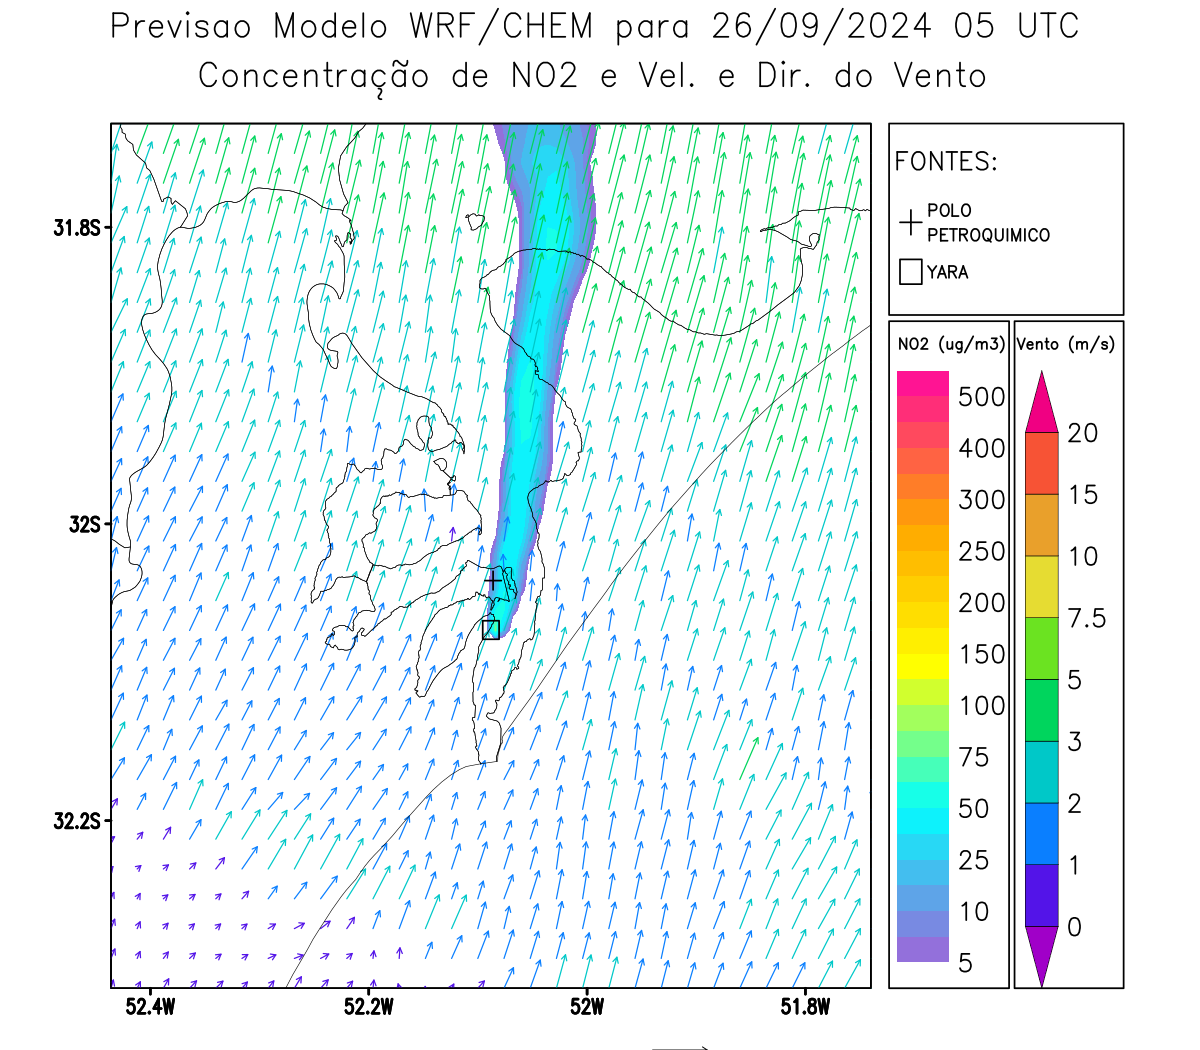 Previsao Modelo WRF/CHEM para 26/09/2024 05 UTC
Concentração de NO2 e Vel. e Dir. do Vento
FONTES:
POLO
PETROQUIMICO
YARA
NO2 (ug/m3)
500
400
300
250
200
150
100
75
50
25
10
5
Vento (m/s)
20
15
10
7.5
5
3
2
1
0
31.8S
32S
32.2S
52.4W
52.2W
52W
51.8W